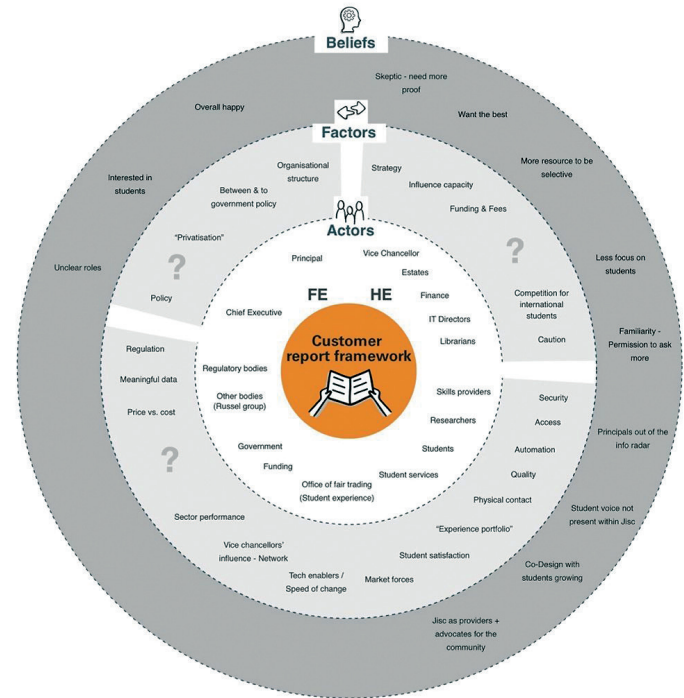 Beliefs
Skeptic - need more
proof
Overall happy
Want the best
More resource to be
selective
Interested in
students
Unclear roles
Less focus on
students
Familiarity -
Permission to ask
more
Principals out of the
info radar
Student voice not
present within Jisc
Co-Design with
students growing
Jisc as providers +
advocates for the
community
Factors
Organisational
structure
Strategy
Influence capacity
Between & to
government policy
Funding & Fees
"Privatisation"
?
?
Policy
Competition for
international
students
Caution
Regulation
Meaningful data
Price vs. cost
?
Sector performance
Vice chancellors'
influence - Network
Tech enablers /
Speed of change
Market forces
Student satisfaction
"Experience portfolio"
Physical contact
Quality
Automation
Access
Security
Actors
Principal
Vice Chancellor
Estates
FE
HE
Finance
Chief Executive
IT Directors
Librarians
Regulatory bodies
Other bodies
(Russel group)
Skills providers
Researchers
Government
Students
Funding
Student services
Office of fair trading
(Student experience)
Customer
report framework